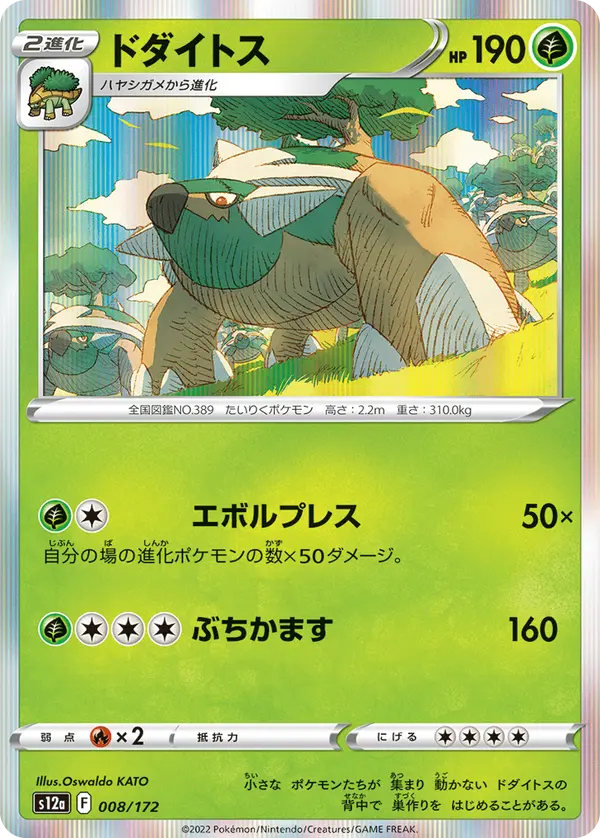 2進化 ドダイトス HP 190
ハヤシガメから進化
全国図鑑NO.389 たいりくポケモン 高さ:2.2m 重さ:310.0kg
エボルプレス 50×
自分の場の進化ポケモンの数×50ダメージ。
ぶちかます 160
弱点 ×2 抵抗力 にげる
Illus.Oswaldo KATO
s12a F 008/172
小さな ポケモンたちが 集まり 動かない ドダイトスの
背中で 巣作りを はじめることがある。
©2022 Pokémon/Nintendo/Creatures/GAME FREAK.